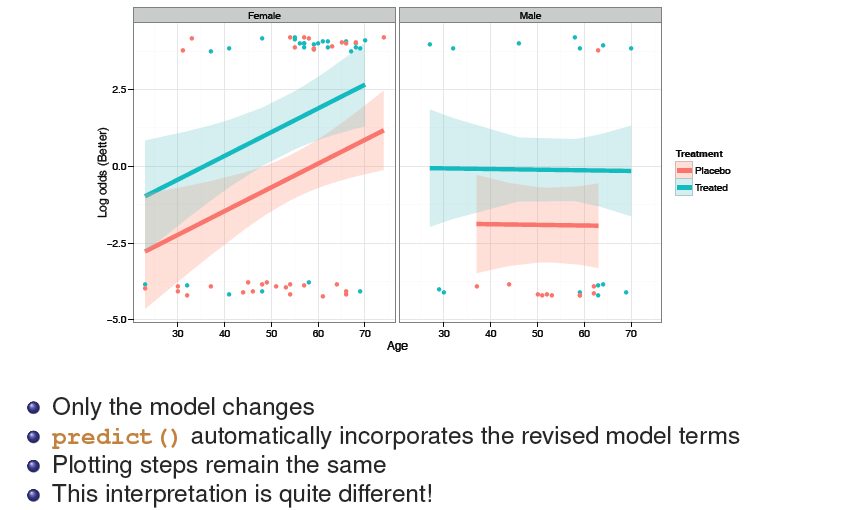 Female
Male
2.5
0.0
−2.5
−5.0
Log odds (Better)
30 40 50 60 70
30 40 50 60 70
Age
Treatment
Placebo
Treated
Only the model changes
predict() automatically incorporates the revised model terms
Plotting steps remain the same
This interpretation is quite different!